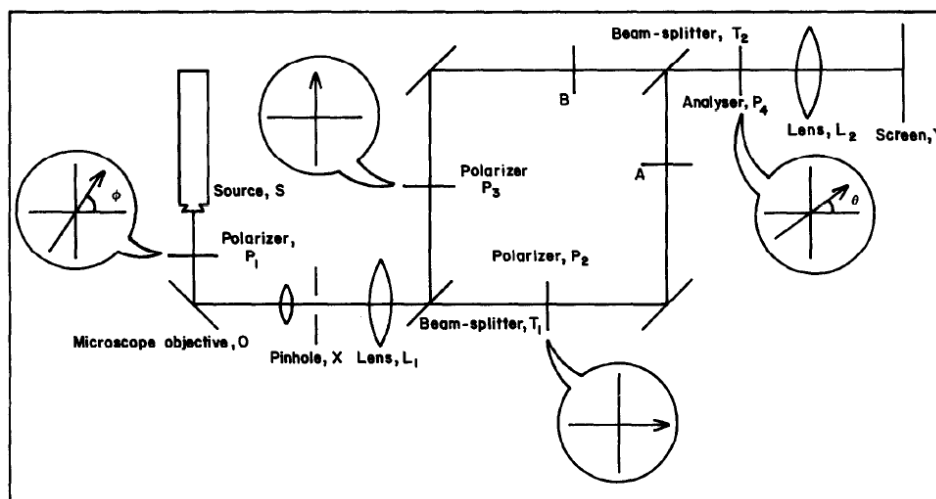 Beam-splitter, T2
B
Analyser, P4
Lens, L2
Screen, Y
A
θ
Polarizer
P3
Source, S
φ
Polarizer,
P1
Polarizer, P2
Beam-splitter, T1
Microscope objective, O
Pinhole, X
Lens, L1